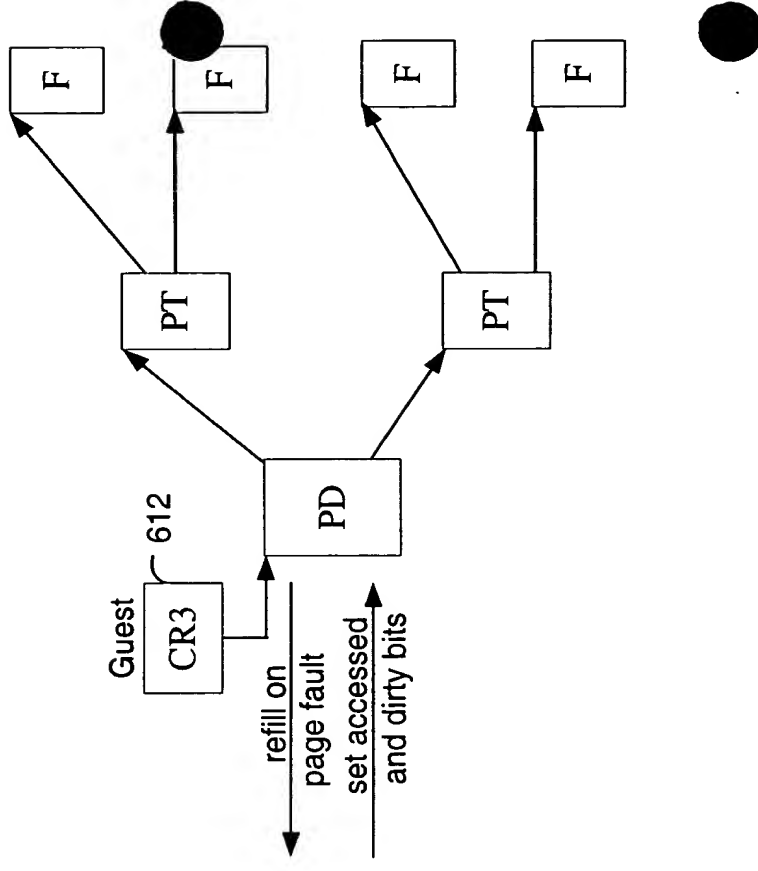 Guest
CR3
612
refill on
page fault
set accessed
and dirty bits
PD
PT
PT
F
F
F
F